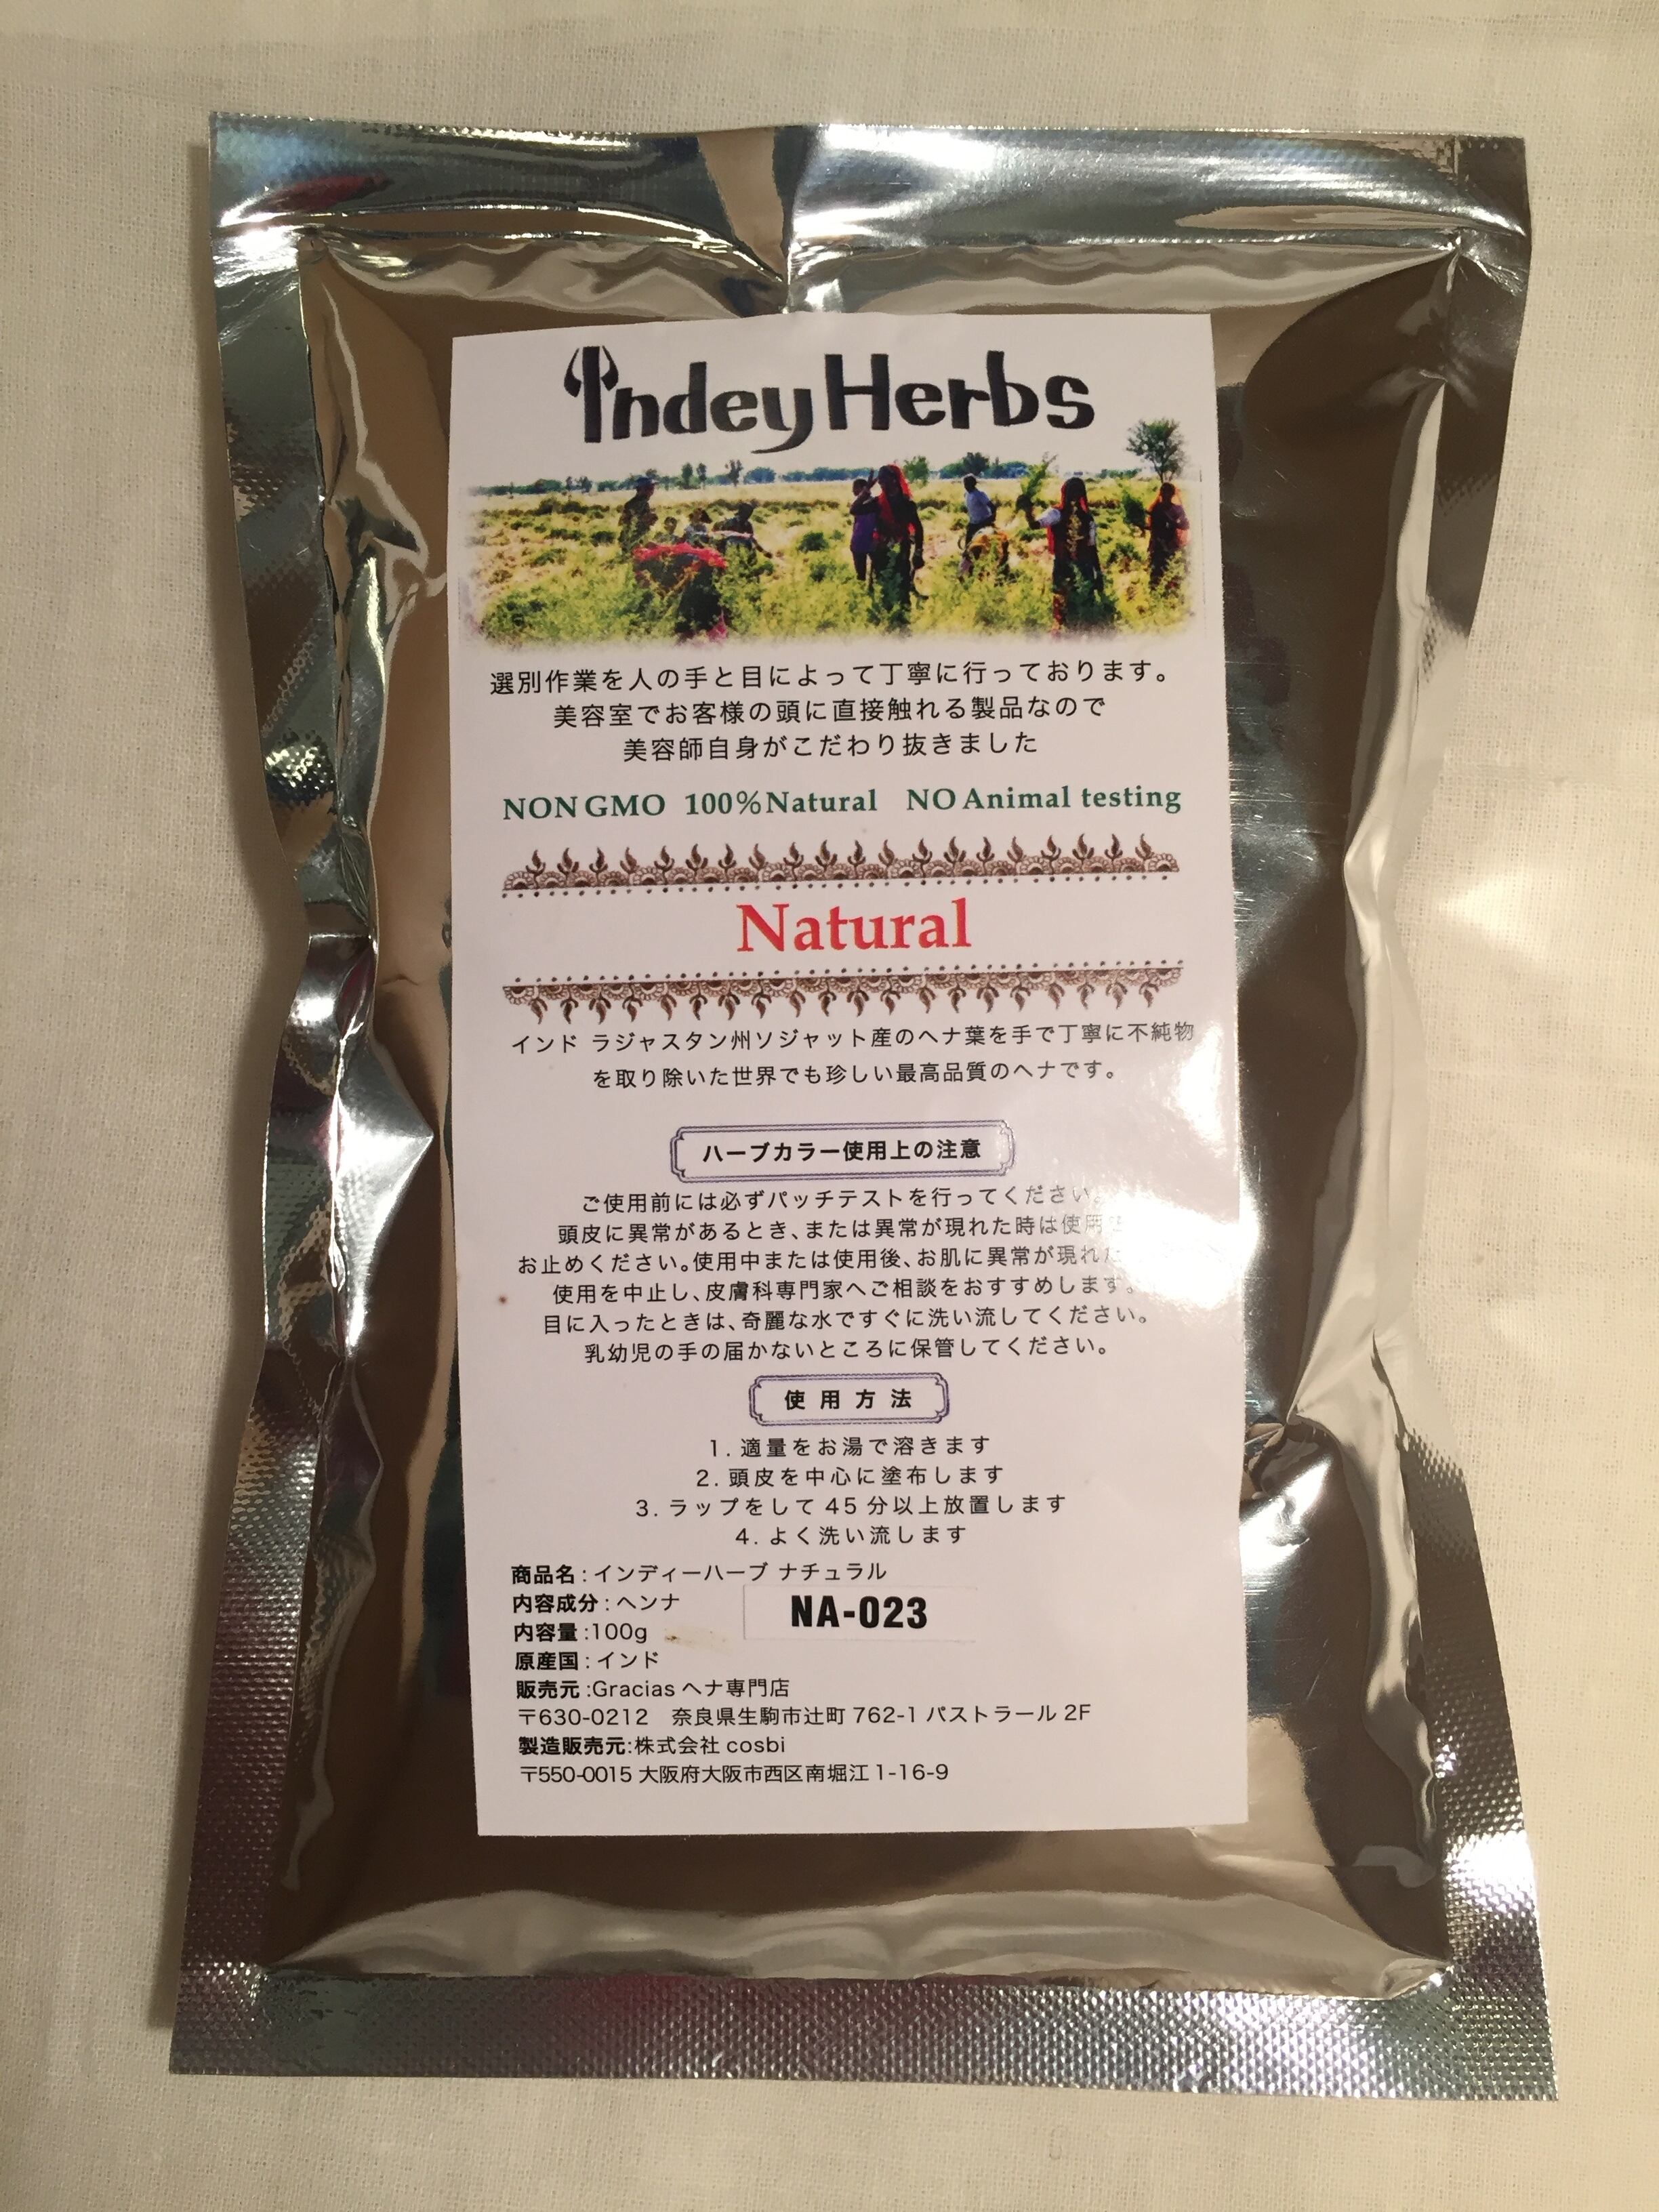 Indey Herbs
選別作業を人の手と目によって丁寧に行っております。
美容室でお客様の頭に直接触れる製品なので
美容師自身がこだわり抜きました
NON GMO 100%Natural NO Animal testing
Natural
インド ラジャスタン州ソジャット産のヘナ葉を手で丁寧に不純物
を取り除いた世界でも珍しい最高品質のヘナです。
ハーブカラー使用上の注意
ご使用前には必ずパッチテストを行ってください。
頭皮に異常があるとき、または異常が現れた時は使用
お止めください。使用中または使用後、お肌に異常が現れ
使用を中止し、皮膚科専門家へご相談をおすすめします。
目に入ったときは、奇麗な水ですぐに洗い流してください。
乳幼児の手の届かないところに保管してください。
使用方法
1. 適量をお湯で溶きます
2. 頭皮を中心に塗布します
3. ラップをして 45 分以上放置します
4. よく洗い流します
商品名：インディーハーブ ナチュラル
内容成分：ヘンナ
NA-023
内容量：100g
原産国：インド
販売元：Gracias ヘナ専門店
〒630-0212 奈良県生駒市辻町 762-1 パストラール 2F
製造販売元：株式会社 cosbi
〒550-0015 大阪府大阪市西区南堀江 1-16-9